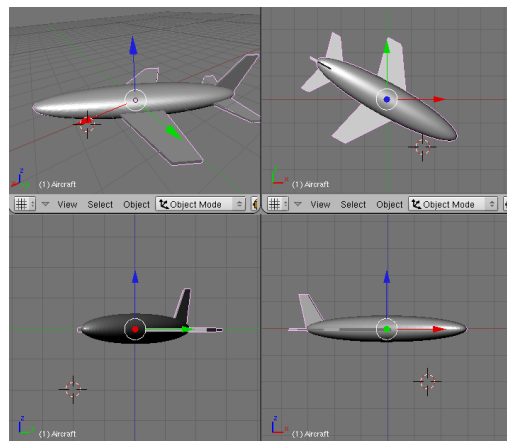 z
x
(1) Aircraft
y
x
(1) Aircraft
View Select Object Object Mode
View Select Object Object Mode
z
y
(1) Aircraft
z
x
(1) Aircraft